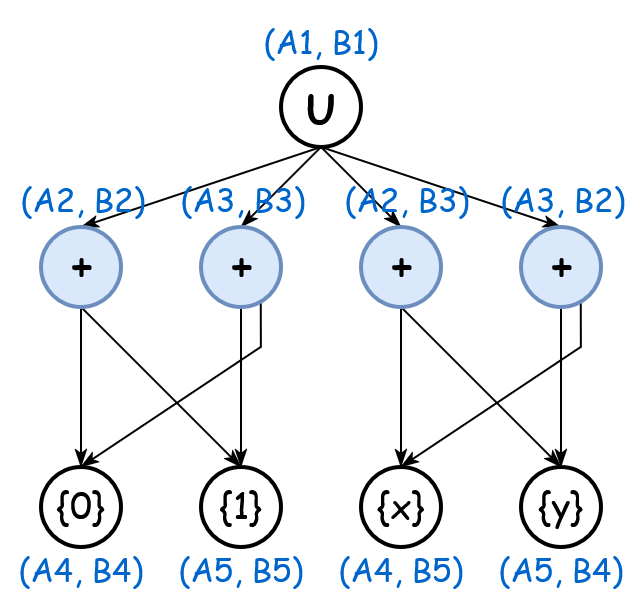 (A1, B1)
U
(A2, B2) (A3, B3) (A2, B3) (A3, B2)
+ + + +
{0} {1} {x} {y}
(A4, B4) (A5, B5) (A4, B5) (A5, B4)